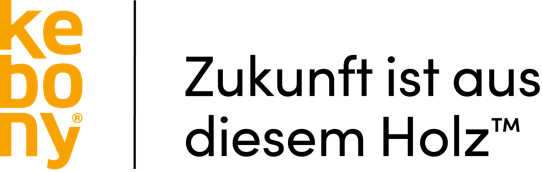 ke
bo
ny®
Zukunft ist aus
diesem Holz™